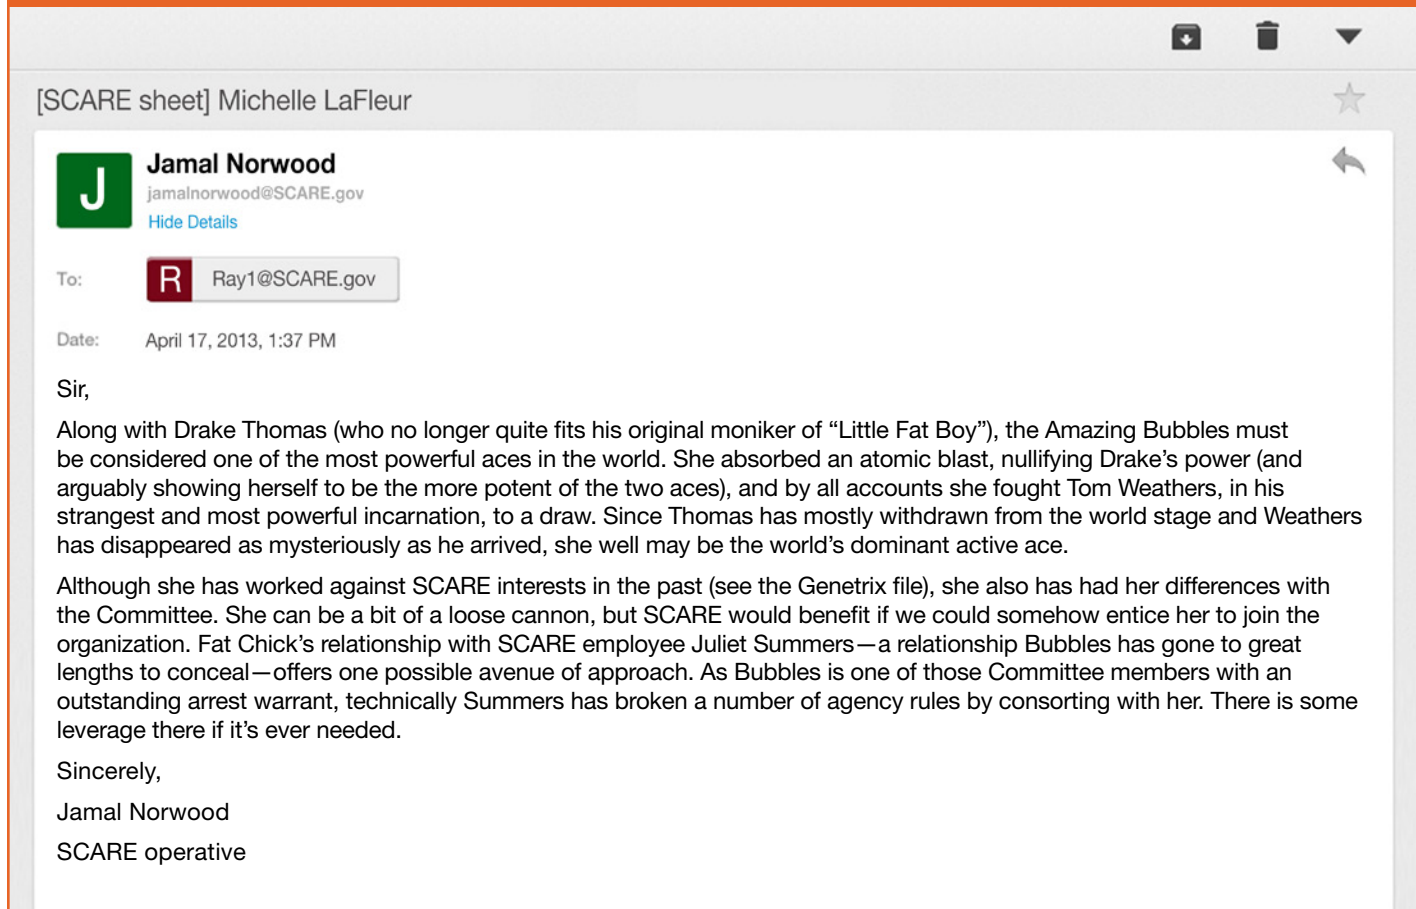 [SCARE sheet] Michelle LaFleur
J
Jamal Norwood
jamalnorwood@SCARE.gov
Hide Details
To:
R
Ray1@SCARE.gov
Date:
April 17, 2013, 1:37 PM
Sir,
Along with Drake Thomas (who no longer quite fits his original moniker of “Little Fat Boy”), the Amazing Bubbles must
be considered one of the most powerful aces in the world. She absorbed an atomic blast, nullifying Drake’s power (and
arguably showing herself to be the more potent of the two aces), and by all accounts she fought Tom Weathers, in his
strangest and most powerful incarnation, to a draw. Since Thomas has mostly withdrawn from the world stage and Weathers
has disappeared as mysteriously as he arrived, she well may be the world’s dominant active ace.
Although she has worked against SCARE interests in the past (see the Genetrix file), she also has had her differences with
the Committee. She can be a bit of a loose cannon, but SCARE would benefit if we could somehow entice her to join the
organization. Fat Chick’s relationship with SCARE employee Juliet Summers—a relationship Bubbles has gone to great
lengths to conceal—offers one possible avenue of approach. As Bubbles is one of those Committee members with an
outstanding arrest warrant, technically Summers has broken a number of agency rules by consorting with her. There is some
leverage there if it’s ever needed.
Sincerely,
Jamal Norwood
SCARE operative